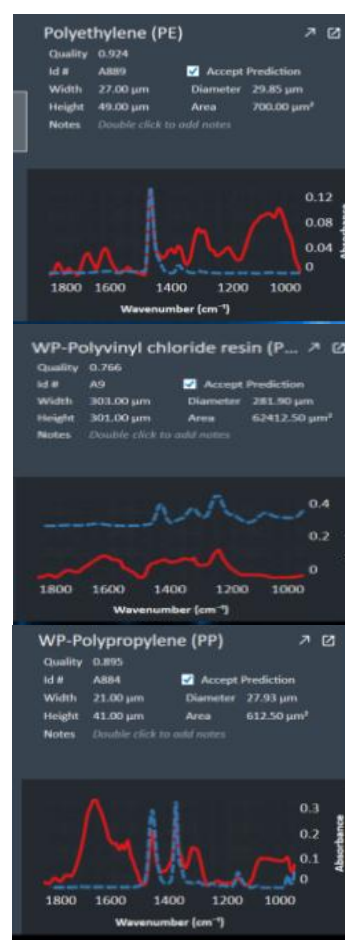 Polyethylene (PE)
Quality 0.924
Id # A889 Accept Prediction
Width 27.00 µm Diameter 29.85 µm
Height 49.00 µm Area 700.00 µm²
Notes Double click to add notes
0.12
0.08
0.04
0
Absorbance
1800 1600 1400 1200 1000
Wavenumber (cm⁻¹)
WP-Polyvinyl chloride resin (P...
Quality 0.766
Id # A9 Accept Prediction
Width 303.00 µm Diameter 281.90 µm
Height 301.00 µm Area 62412.50 µm²
Notes Double click to add notes
0.4
0.2
0
1800 1600 1400 1200 1000
Wavenumber (cm⁻¹)
WP-Polypropylene (PP)
Quality 0.895
Id # A884 Accept Prediction
Width 21.00 µm Diameter 27.93 µm
Height 41.00 µm Area 612.50 µm²
Notes Double click to add notes
0.3
0.2
0.1
0
Absorbance
1800 1600 1400 1200 1000
Wavenumber (cm⁻¹)